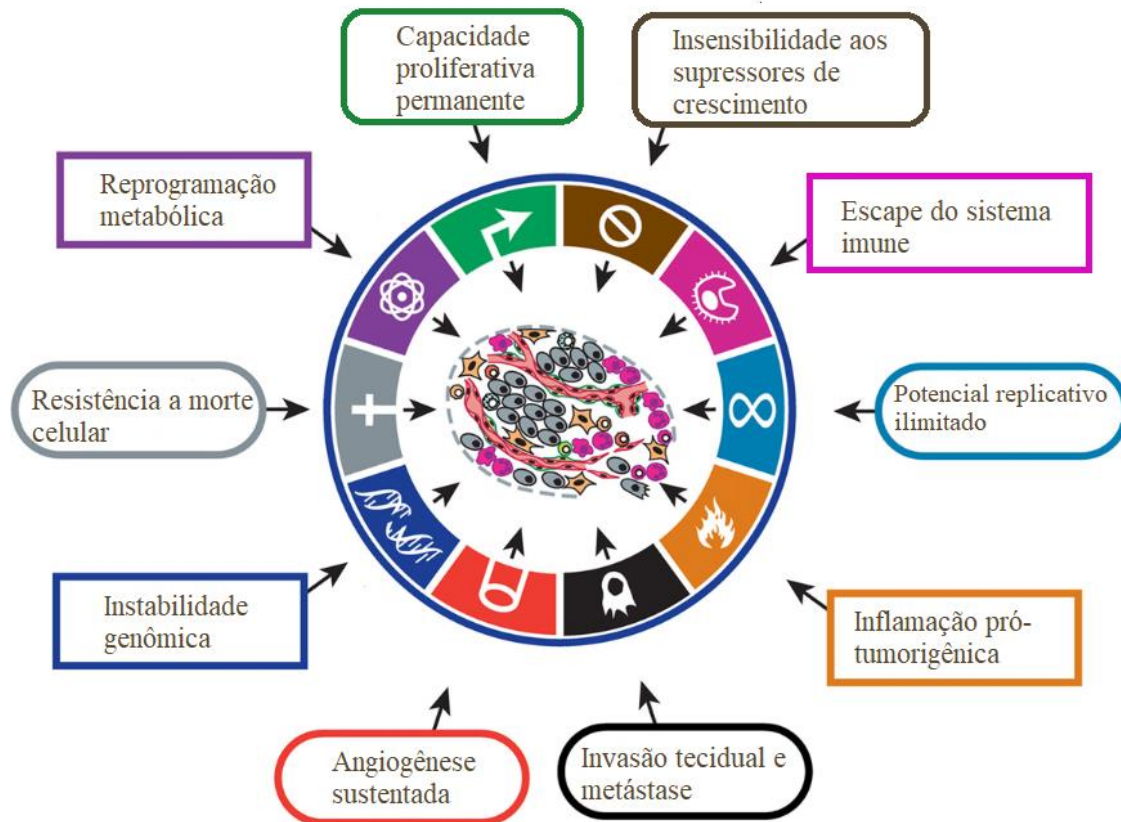 Capacidade
proliferativa
permanente
Insensibilidade aos
supressores de
crescimento
Reprogramação
metabólica
Escape do sistema
imune
Resistência a morte
celular
Potencial replicativo
ilimitado
Instabilidade
genômica
Inflamação pró-
tumorigênica
Angiogênese
sustentada
Invasão tecidual e
metástase